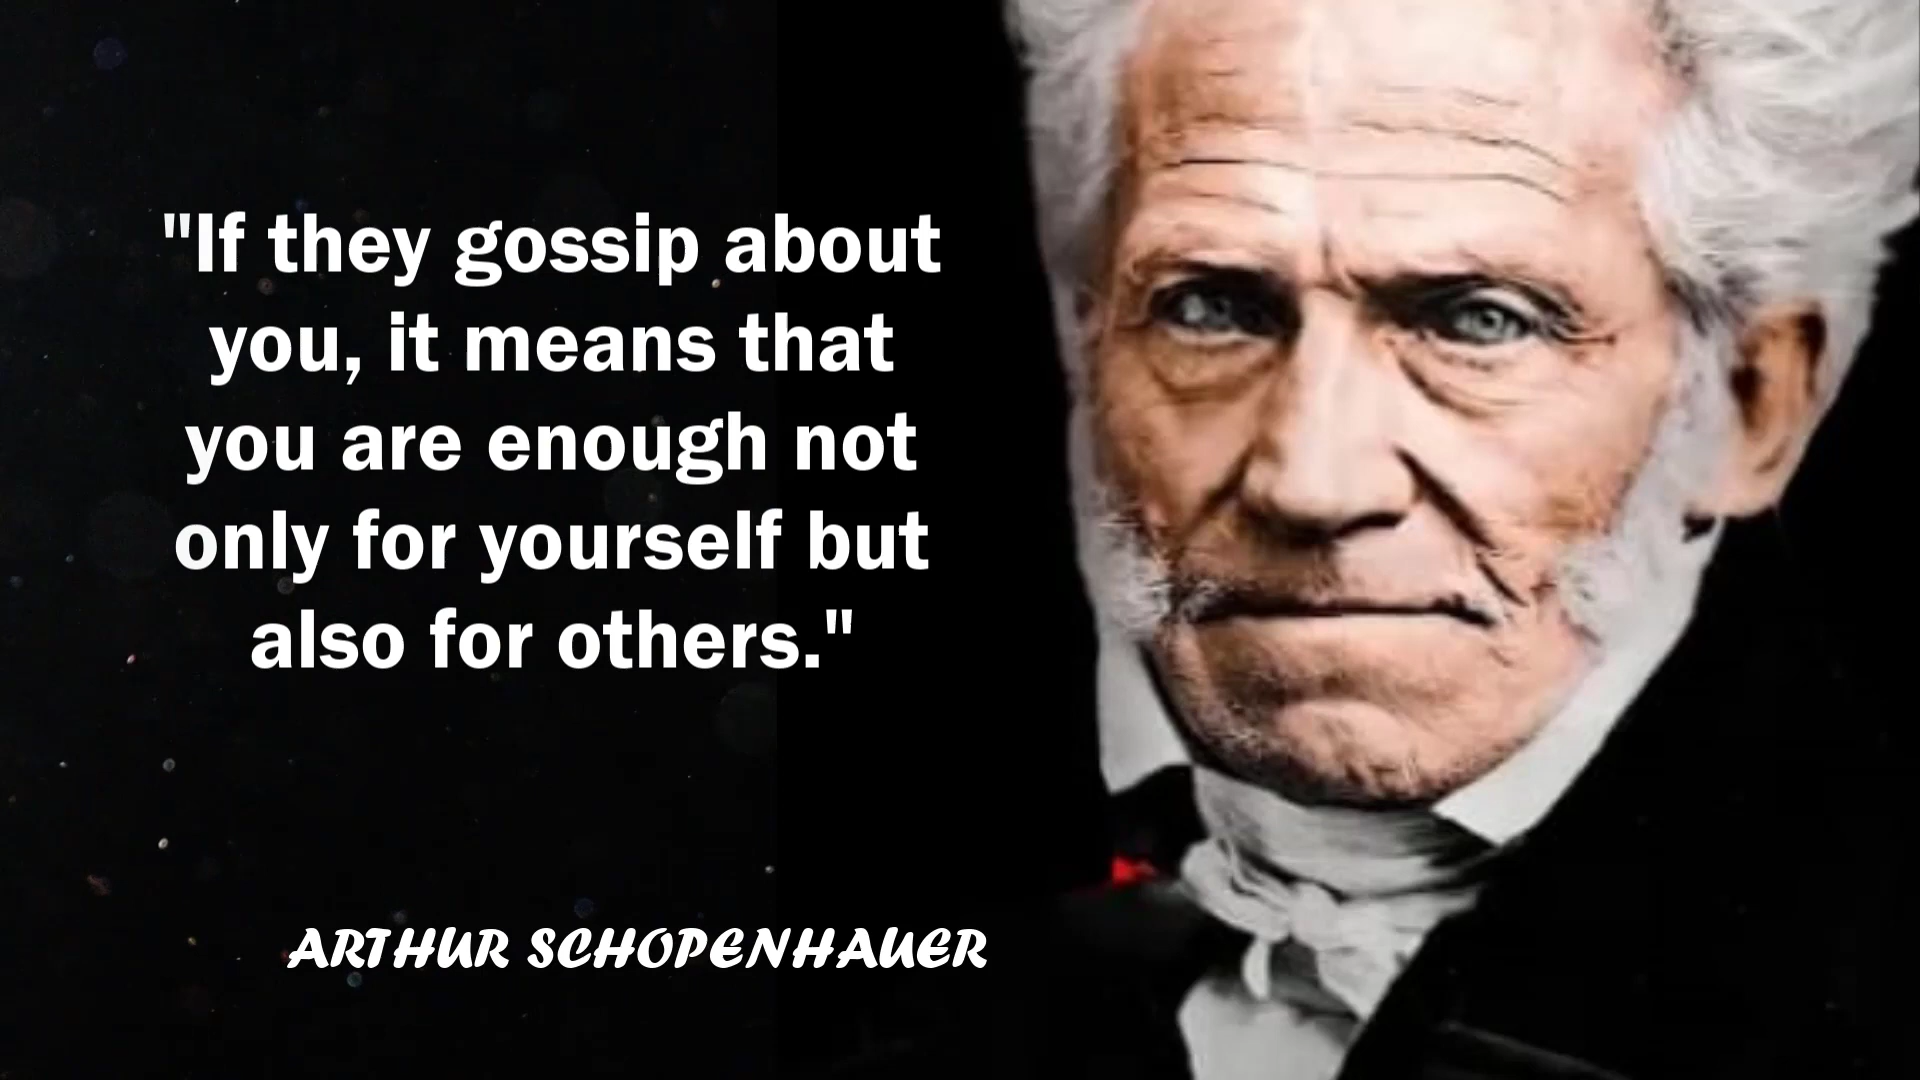 "If they gossip about
you, it means that
you are enough not
only for yourself but
also for others."
ARTHUR SCHOPENHAUER